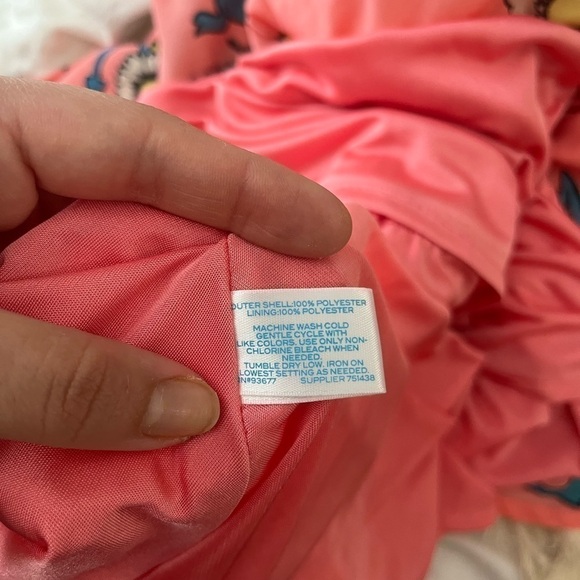 OUTER SHELL:100% POLYESTER
LINING:100% POLYESTER
MACHINE WASH COLD
GENTLE CYCLE WITH
LIKE COLORS. USE ONLY NON-
CHLORINE BLEACH WHEN
NEEDED.
TUMBLE DRY LOW. IRON ON
LOWEST SETTING AS NEEDED.
RN#93677 SUPPLIER 751438